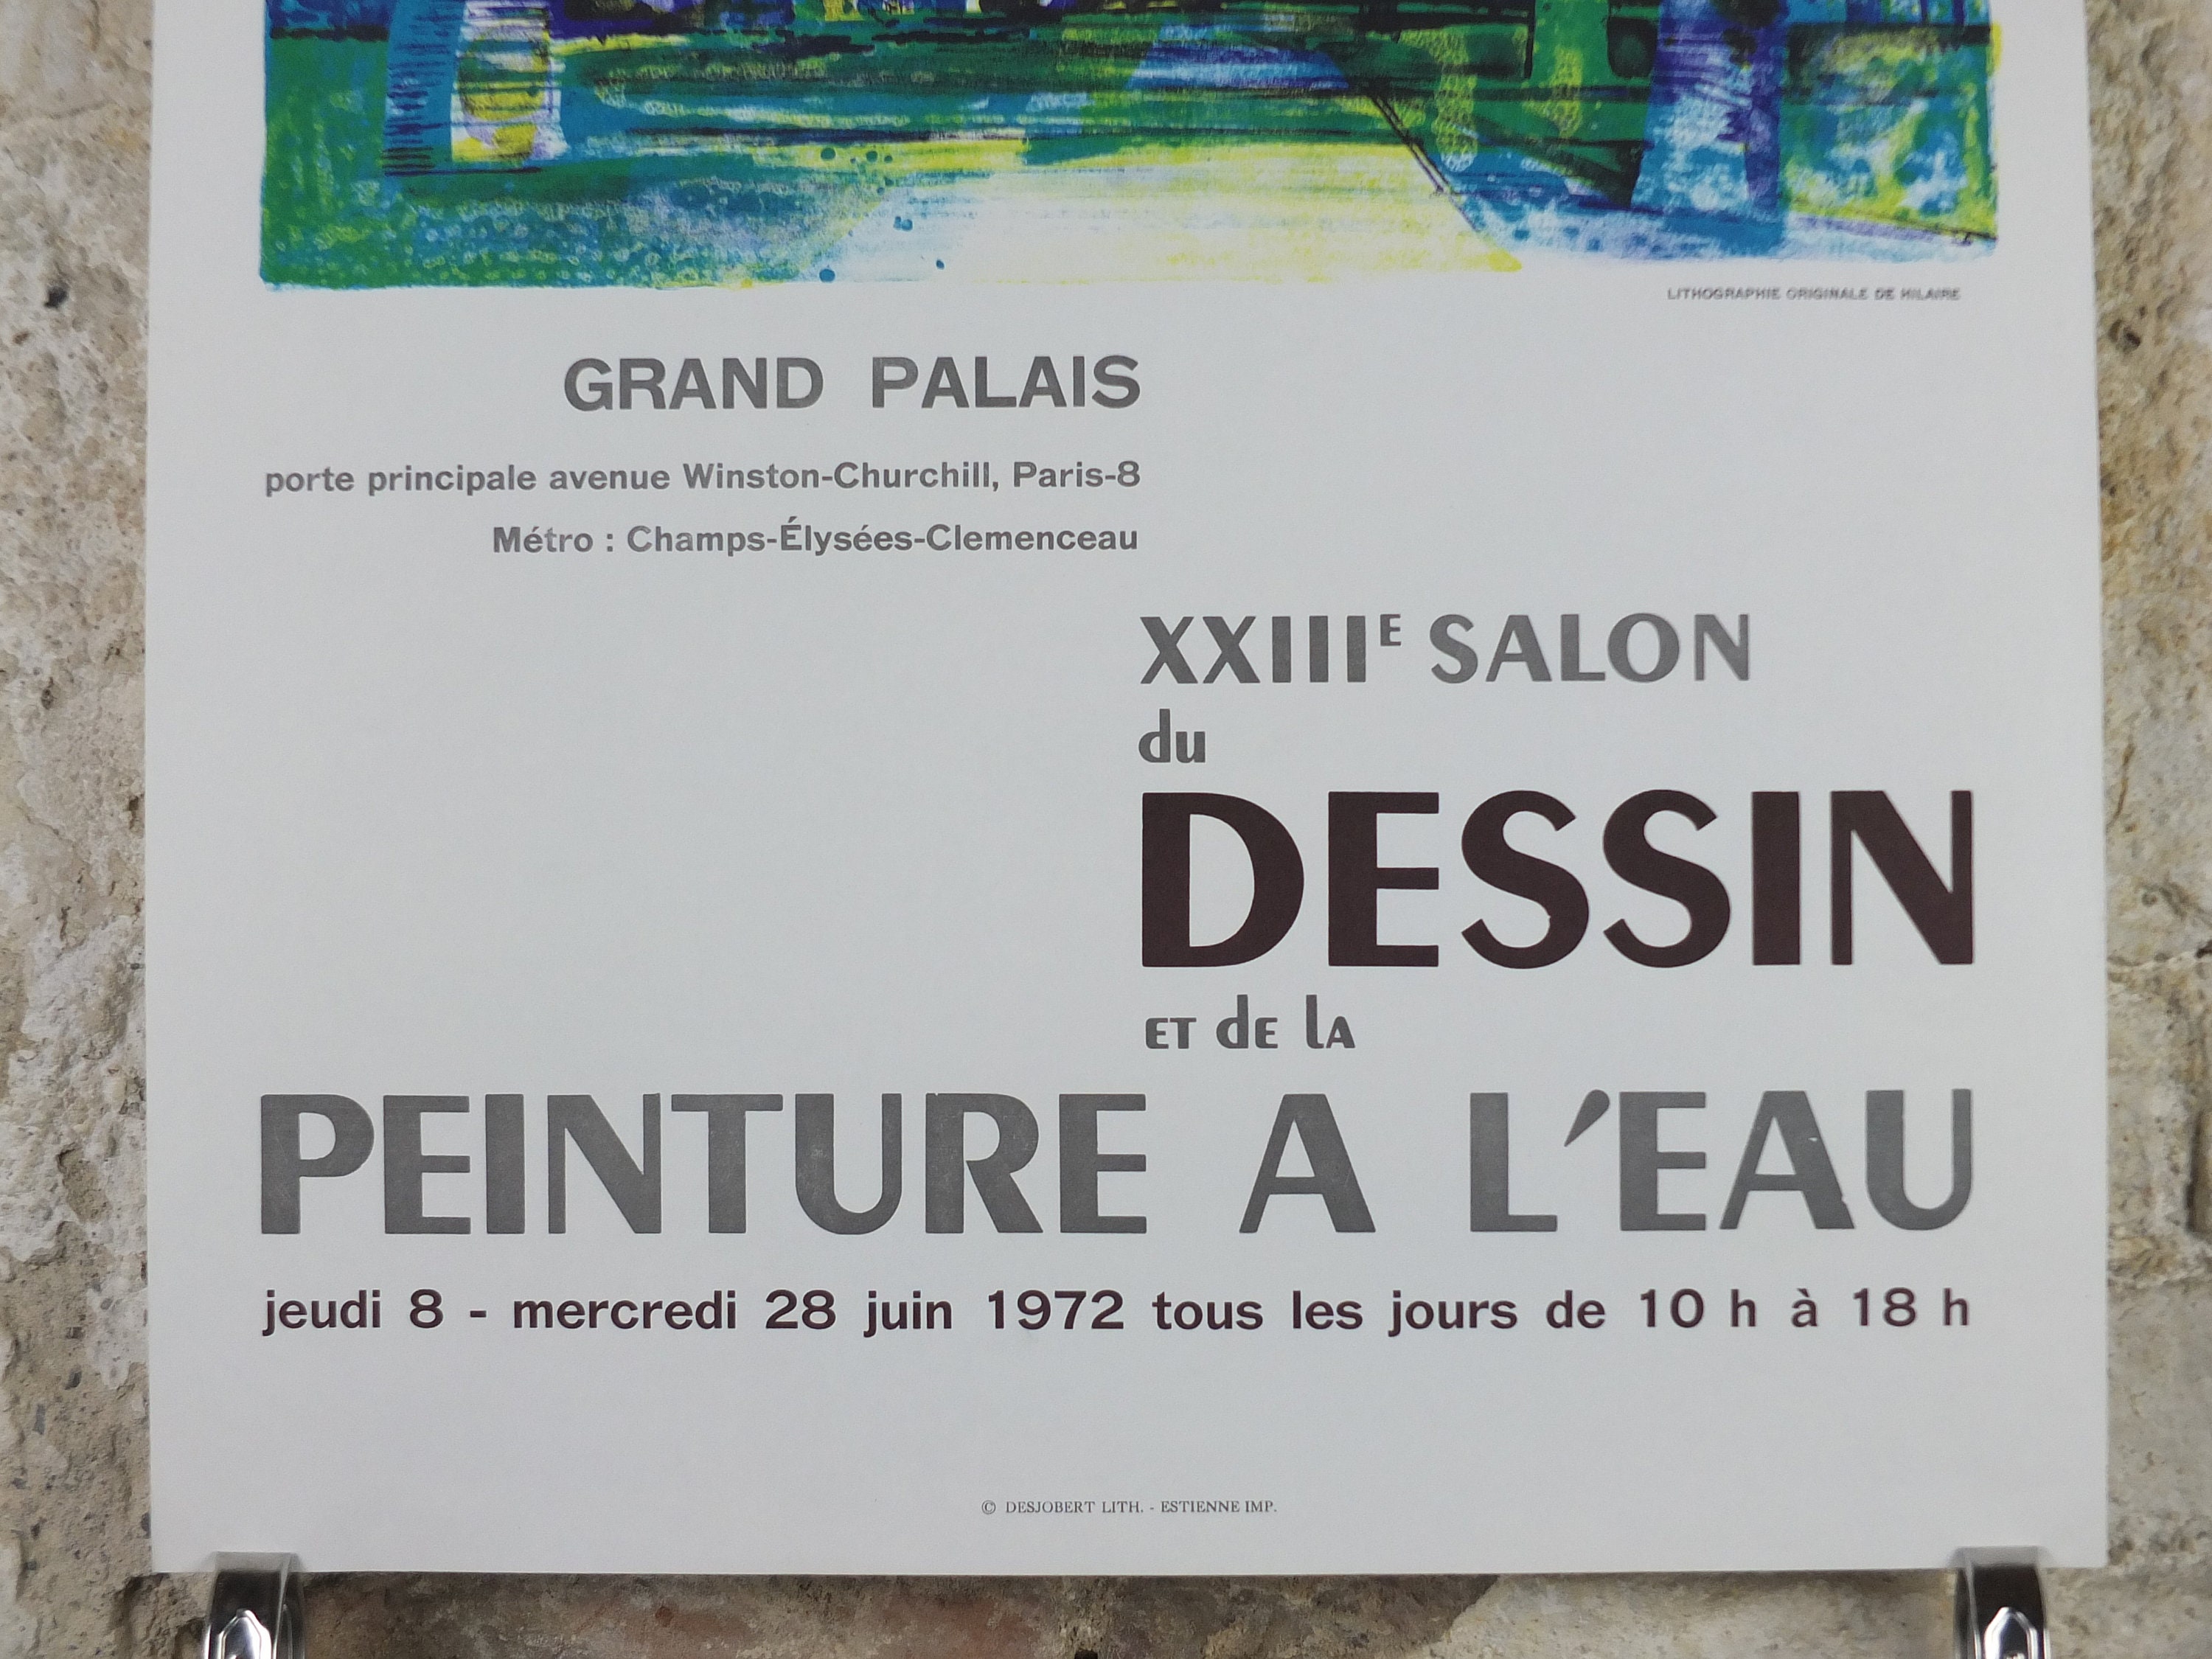 LITHOGRAPHIE ORIGINALE DE HILAIRE
GRAND PALAIS
porte principale avenue Winston-Churchill, Paris-8
Métro : Champs-Élysées-Clemenceau
XXIIIE SALON
du
DESSIN
ET dE lA
PEINTURE A L'EAU
jeudi 8 - mercredi 28 juin 1972 tous les jours de 10 h à 18 h
© DESJOBERT LITH. - ESTIENNE IMP.